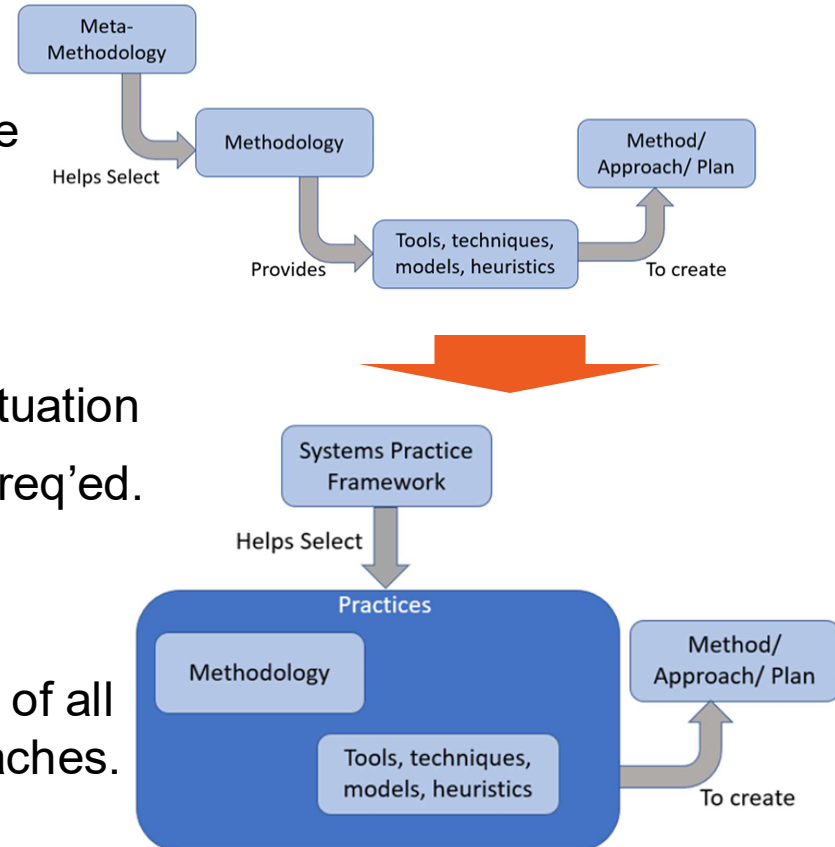 Meta-
Methodology
e
Methodology
Method/
Approach/ Plan
Helps Select
Tools, techniques,
models, heuristics
Provides
To create
tuation
Systems Practice
Framework
req’ed.
Helps Select
Practices
Methodology
Method/
Approach/ Plan
of all
aches.
Tools, techniques,
models, heuristics
To create